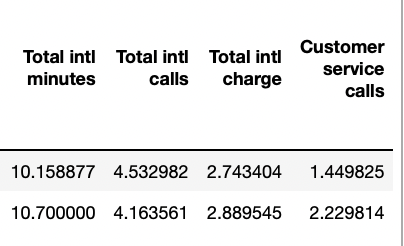 Total intl minutes Total intl calls Total intl charge Customer service calls
10.158877 4.532982 2.743404 1.449825
10.700000 4.163561 2.889545 2.229814